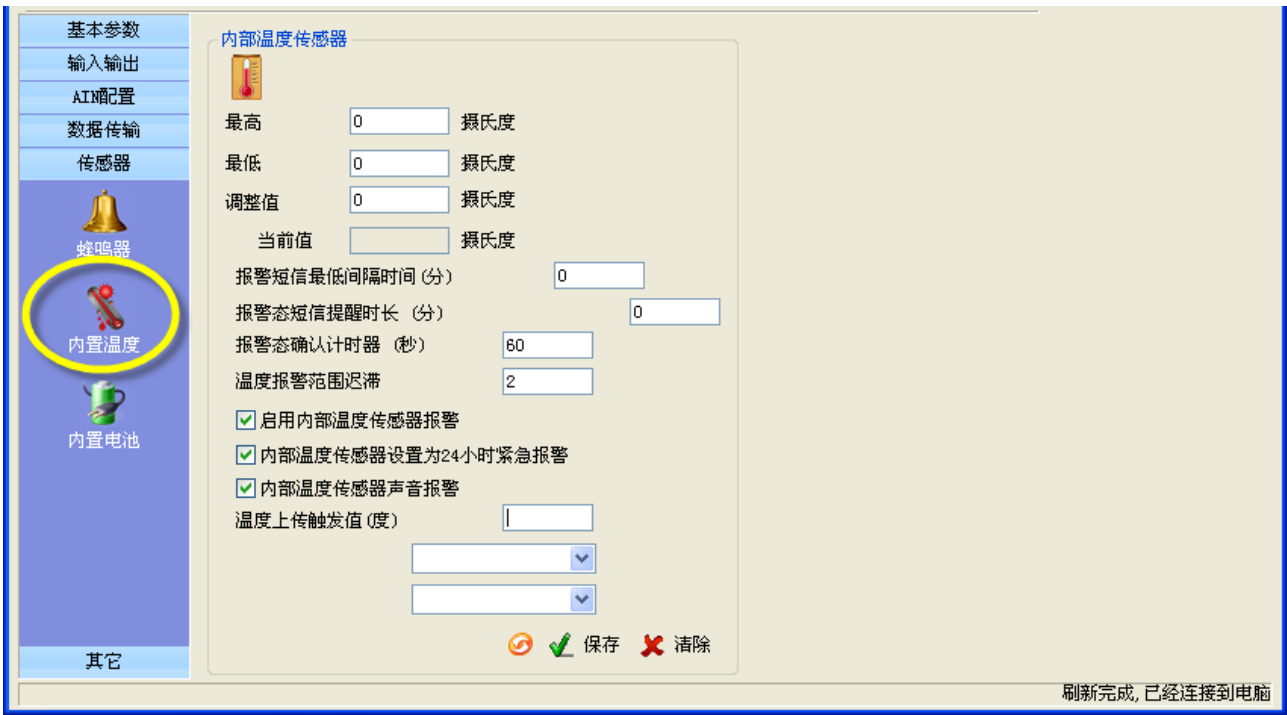 基本参数
输入输出
AIN配置
数据传输
传感器
蜂鸣器
内置温度
内置电池
其它
内部温度传感器
最高 0 摄氏度
最低 0 摄氏度
调整值 0 摄氏度
当前值 摄氏度
报警短信最低间隔时间(分) 0
报警态短信提醒时长 (分) 0
报警态确认计时器 (秒) 60
温度报警范围迟滞 2
启用内部温度传感器报警
内部温度传感器设置为24小时紧急报警
内部温度传感器声音报警
温度上传触发值(度)
保存 清除
刷新完成,已经连接到电脑